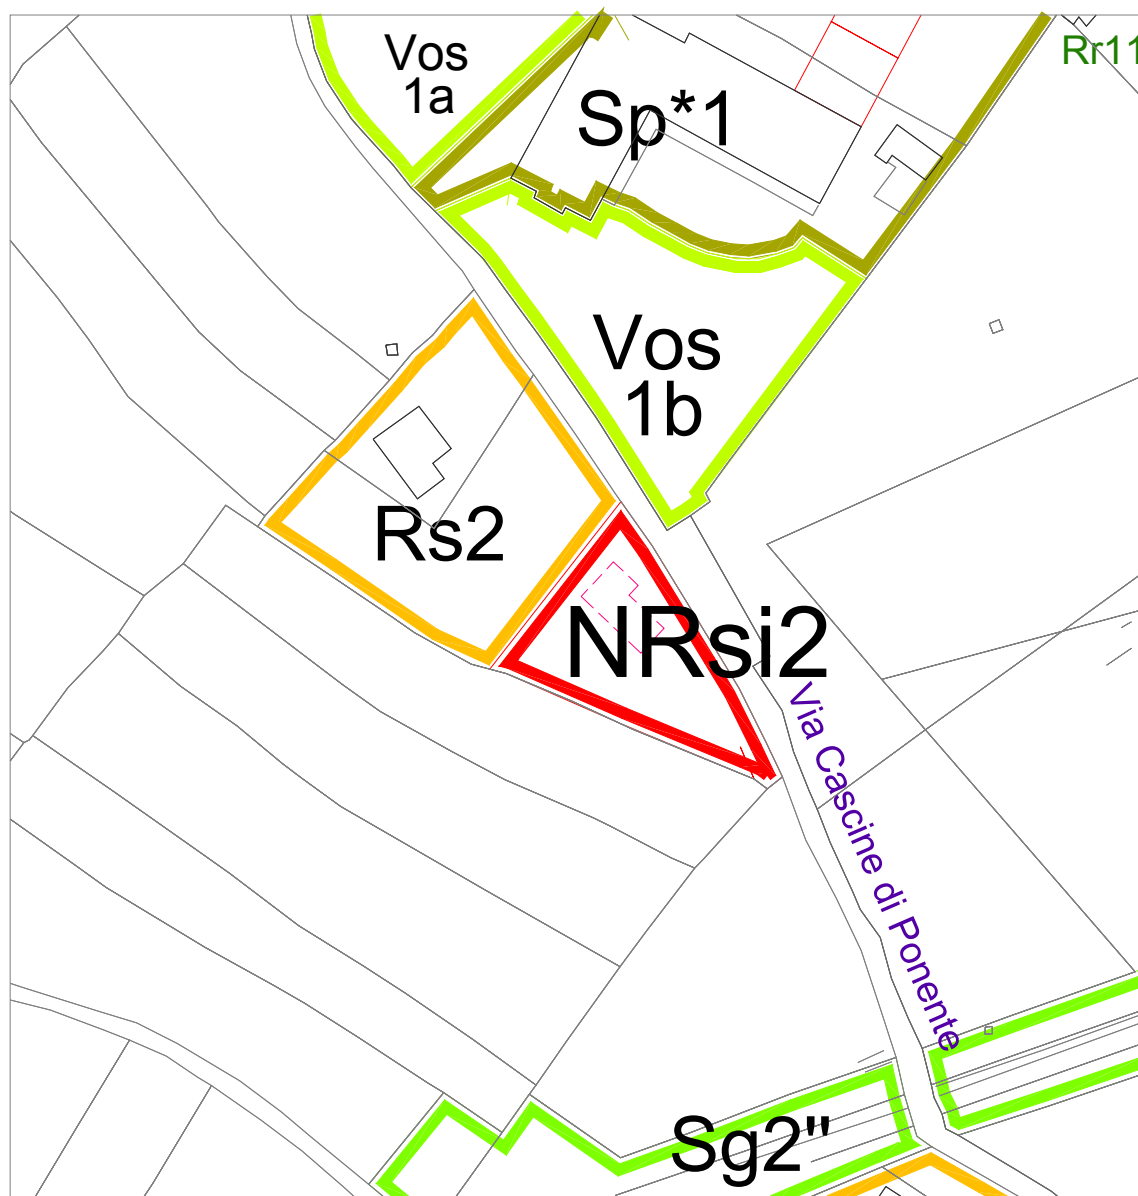 Vos
1a
Sp*1
Rr11
Vos
1b
Rs2
NRsi2
Via Cascine di Ponente
Sg2"